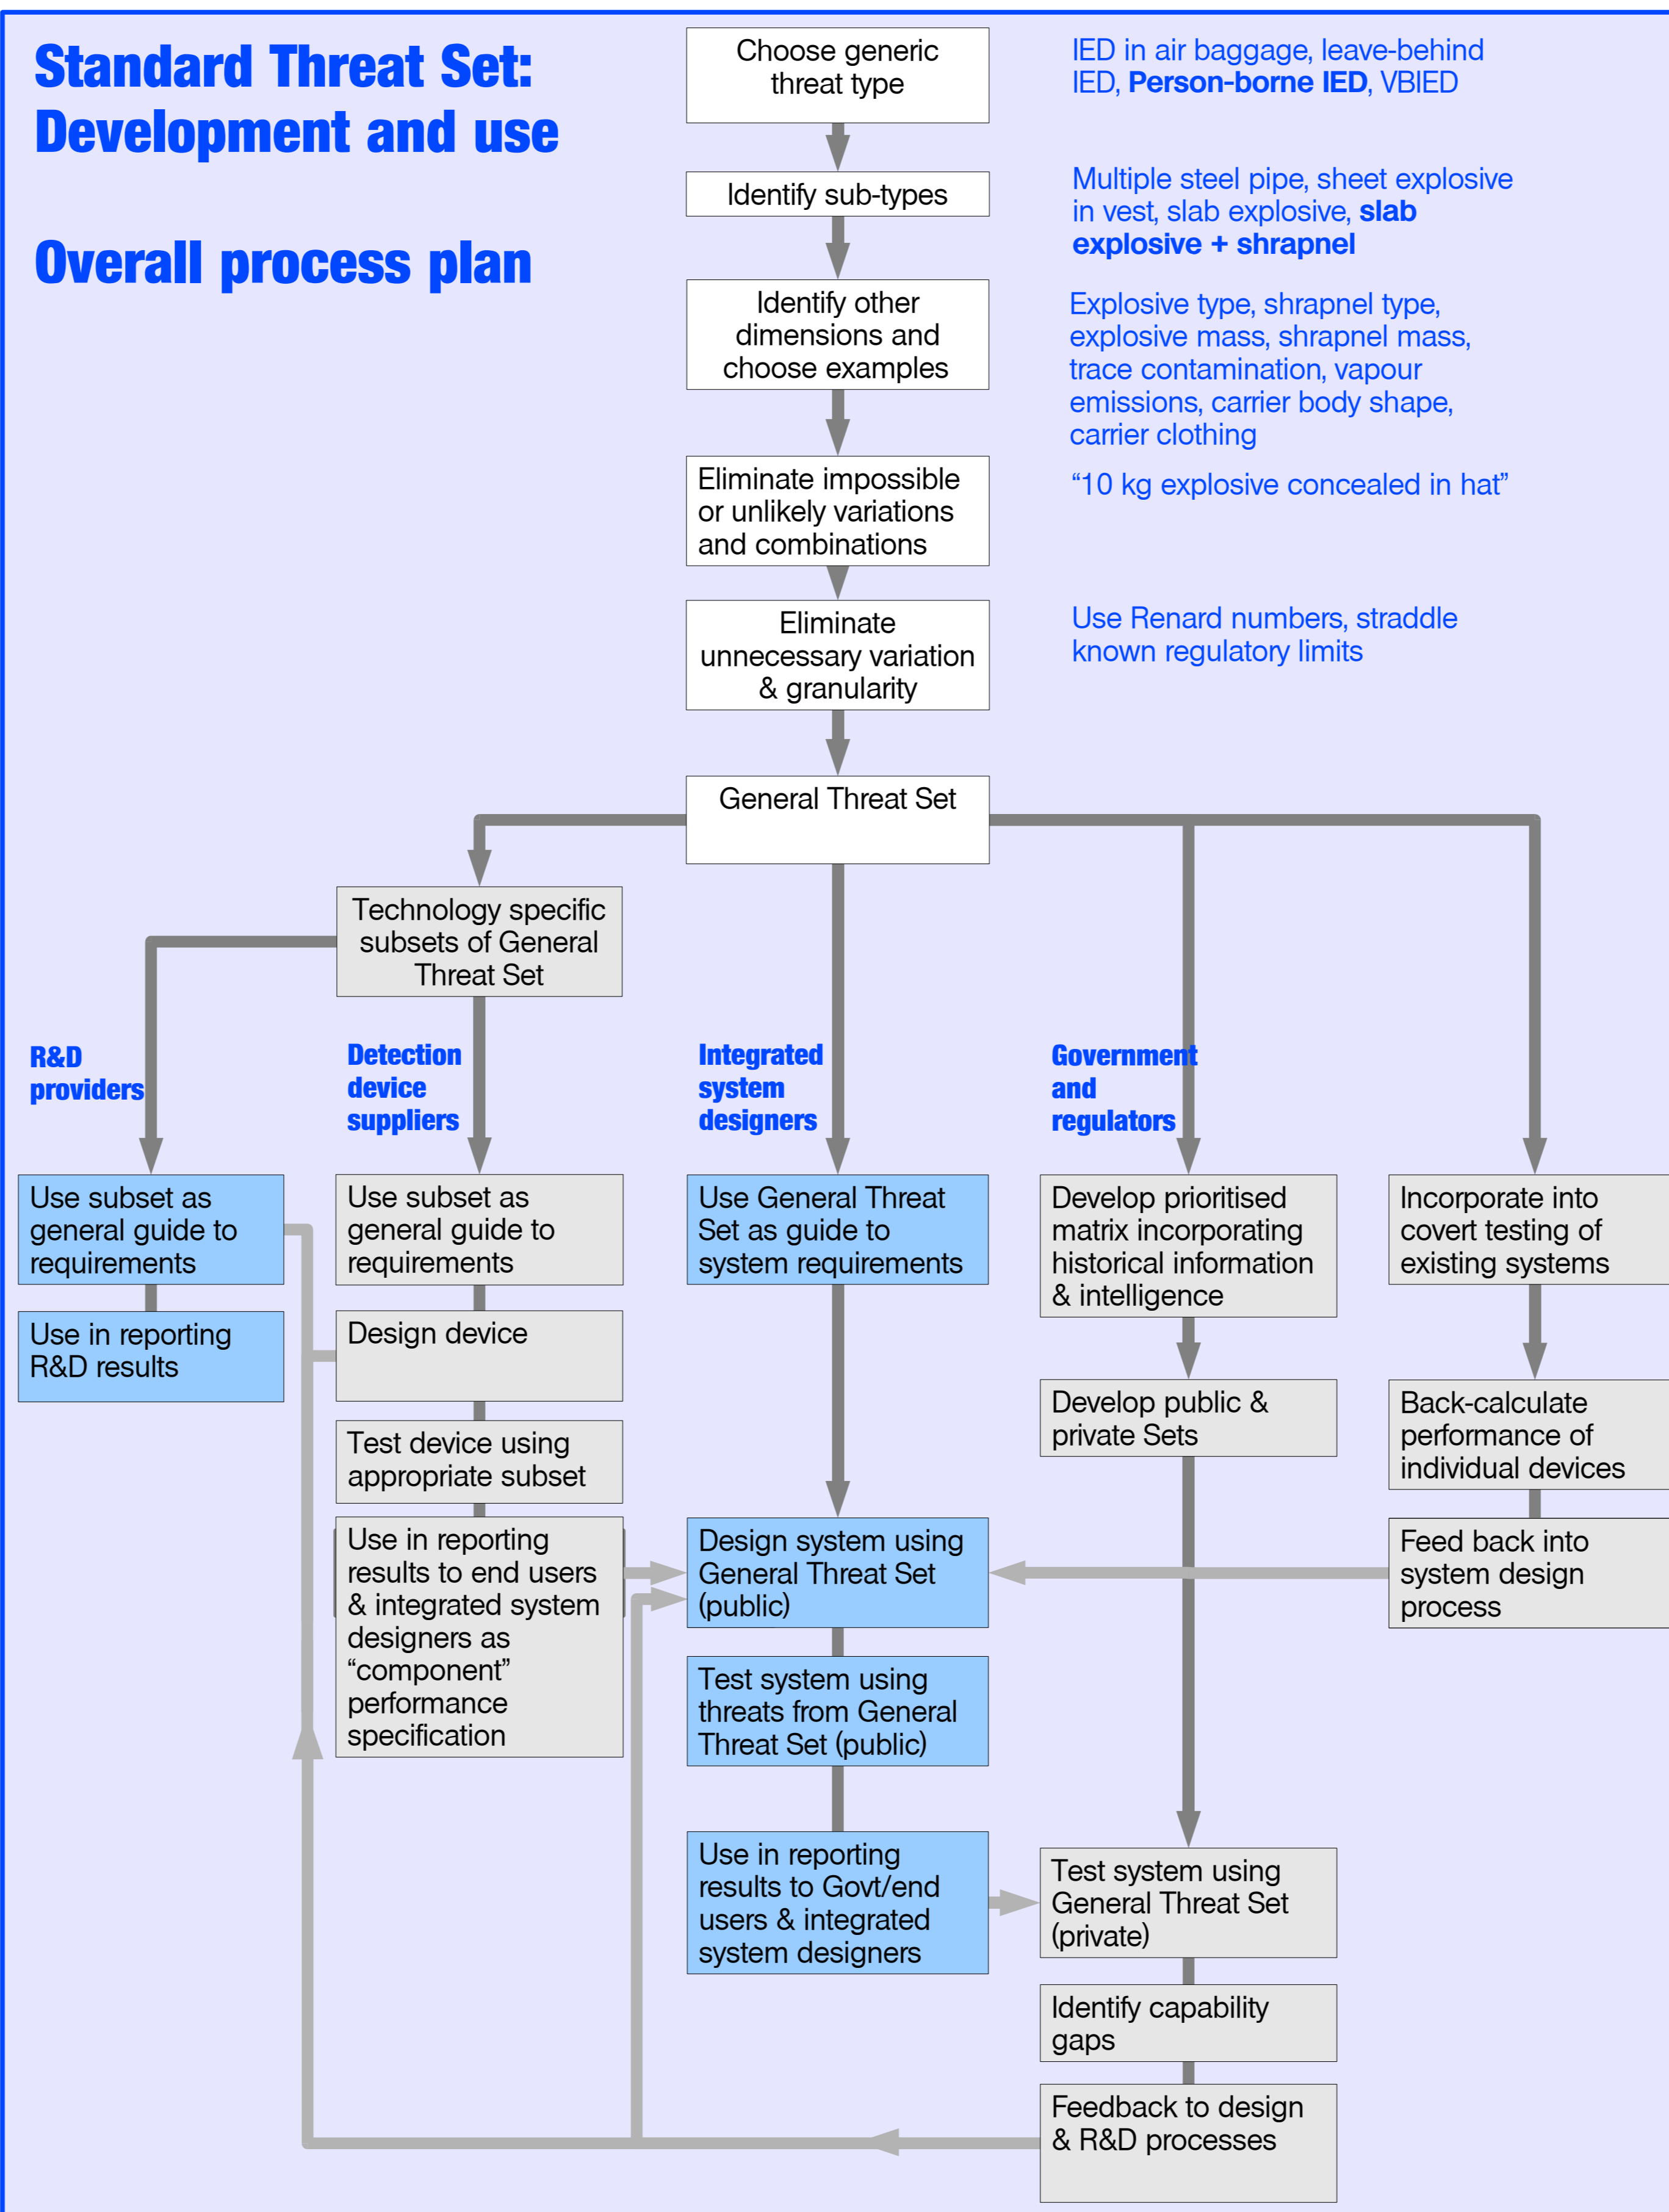 Standard Threat Set:
Development and use
Overall process plan
Choose generic
threat type
IED in air baggage, leave-behind
IED, Person-borne IED, VBIED
Identify sub-types
Multiple steel pipe, sheet explosive
in vest, slab explosive, slab
explosive + shrapnel
Identify other
dimensions and
choose examples
Explosive type, shrapnel type,
explosive mass, shrapnel mass,
trace contamination, vapour
emissions, carrier body shape,
carrier clothing
Eliminate impossible
or unlikely variations
and combinations
“10 kg explosive concealed in hat”
Eliminate
unnecessary variation
& granularity
Use Renard numbers, straddle
known regulatory limits
General Threat Set
Technology specific
subsets of General
Threat Set
R&D
providers
Detection
device
suppliers
Integrated
system
designers
Government
and
regulators
Use subset as
general guide to
requirements
Use in reporting
R&D results
Use subset as
general guide to
requirements
Design device
Test device using
appropriate subset
Use in reporting
results to end users
& integrated system
designers as
“component”
performance
specification
Use General Threat
Set as guide to
system requirements
Design system using
General Threat Set
(public)
Test system using
threats from General
Threat Set (public)
Use in reporting
results to Govt/end
users & integrated
system designers
Develop prioritised
matrix incorporating
historical information
& intelligence
Develop public &
private Sets
Test system using
General Threat Set
(private)
Identify capability
gaps
Feedback to design
& R&D processes
Incorporate into
covert testing of
existing systems
Back-calculate
performance of
individual devices
Feed back into
system design
process